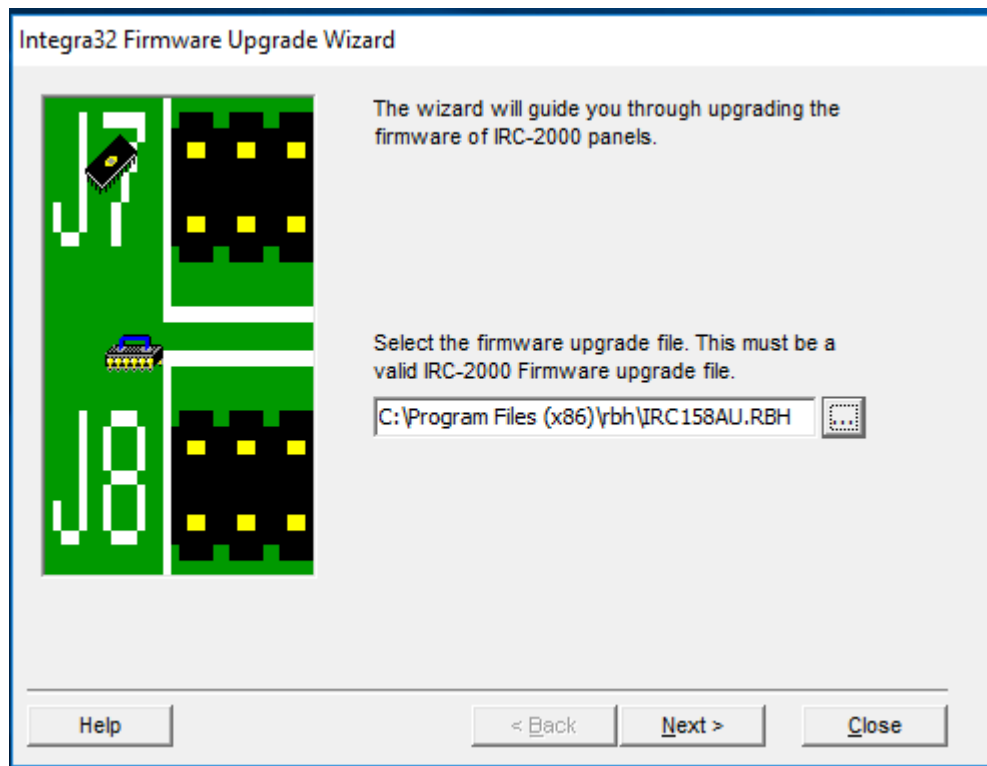 Integra32 Firmware Upgrade Wizard
J7
The wizard will guide you through upgrading the
firmware of IRC-2000 panels.
Select the firmware upgrade file. This must be a
valid IRC-2000 Firmware upgrade file.
C:\Program Files (x86)\rbh\IRC158AU.RBH
...
J8
Help
< Back
Next >
Close